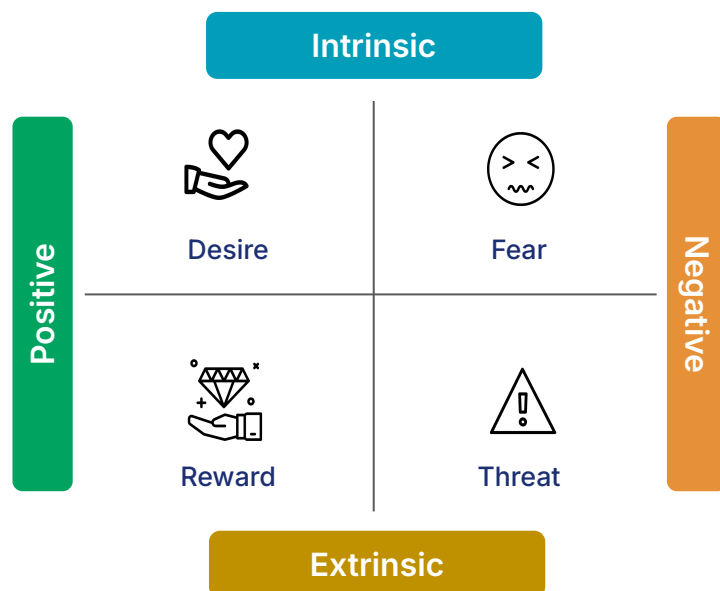 Intrinsic
Positive
Negative
Desire
Fear
Reward
Threat
Extrinsic